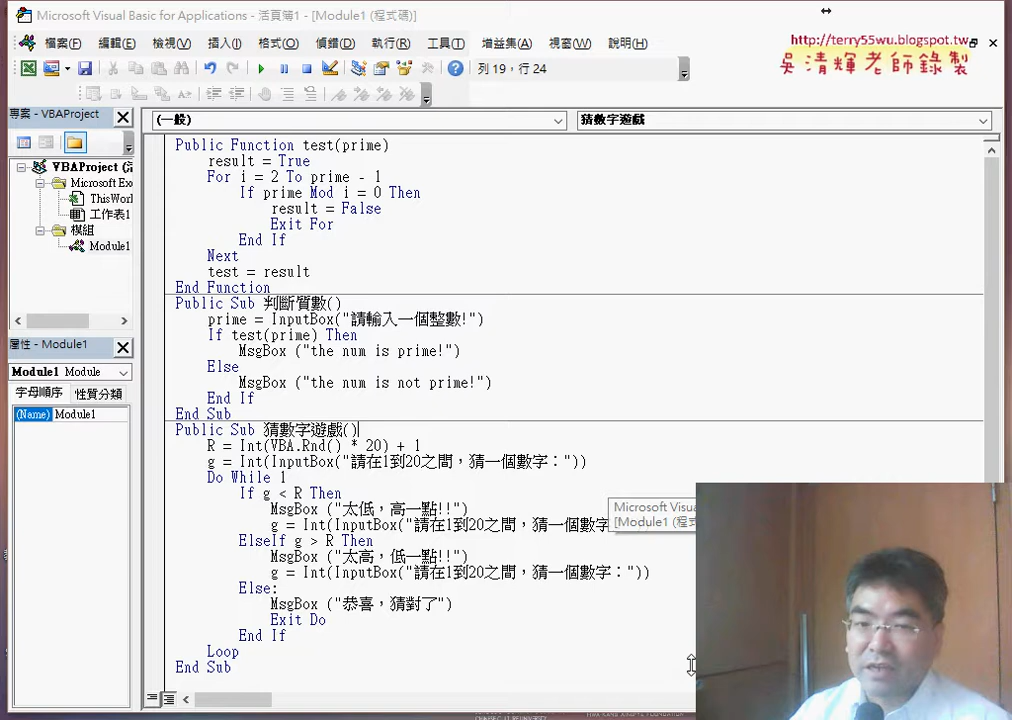 Microsoft Visual Basic for Applications - 活頁簿1 - [Module1 (程式碼)]
檔案(F) 編輯(E) 檢視(V) 插入(I) 格式(O) 偵錯(D) 執行(R) 工具(T) 增益集(A) 視窗(W) 說明(H)
http://terry55wu.blogspot.tw
吳清輝老師錄製
列 19，行 24
專案 - VBAProject
(一般)
猜數字遊戲
VBAProject (活
Microsoft Ex
ThisWor
工作表1
模組
Module1
屬性 - Module1
Module1 Module
字母順序 性質分類
(Name) Module1
Public Function test(prime)
result = True
For i = 2 To prime - 1
If prime Mod i = 0 Then
result = False
Exit For
End If
Next
test = result
End Function
Public Sub 判斷質數()
prime = InputBox("請輸入一個整數!")
If test(prime) Then
MsgBox ("the num is prime!")
Else
MsgBox ("the num is not prime!")
End If
End Sub
Public Sub 猜數字遊戲()
R = Int(VBA.Rnd() * 20) + 1
g = Int(InputBox("請在1到20之間，猜一個數字："))
Do While 1
If g < R Then
MsgBox ("太低，高一點!!")
g = Int(InputBox("請在1到20之間，猜一個數字
ElseIf g > R Then
MsgBox ("太高，低一點!!")
g = Int(InputBox("請在1到20之間，猜一個數字："))
Else:
MsgBox ("恭喜，猜對了")
Exit Do
End If
Loop
End Sub
Microsoft Visua
[Module1 (程式